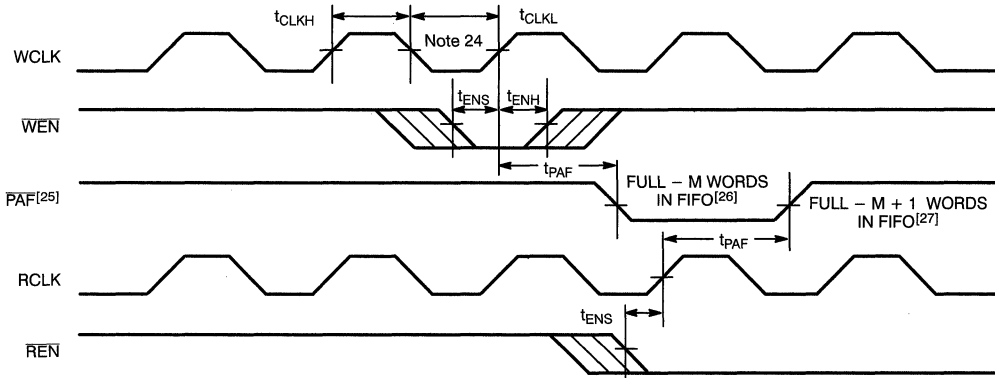 tCLKH
tCLKL
WCLK
Note 24
tENS
tENH
WEN
tPAF
PAF[25]
FULL – M WORDS
IN FIFO[26]
FULL – M + 1 WORDS
IN FIFO[27]
tPAF
RCLK
tENS
REN